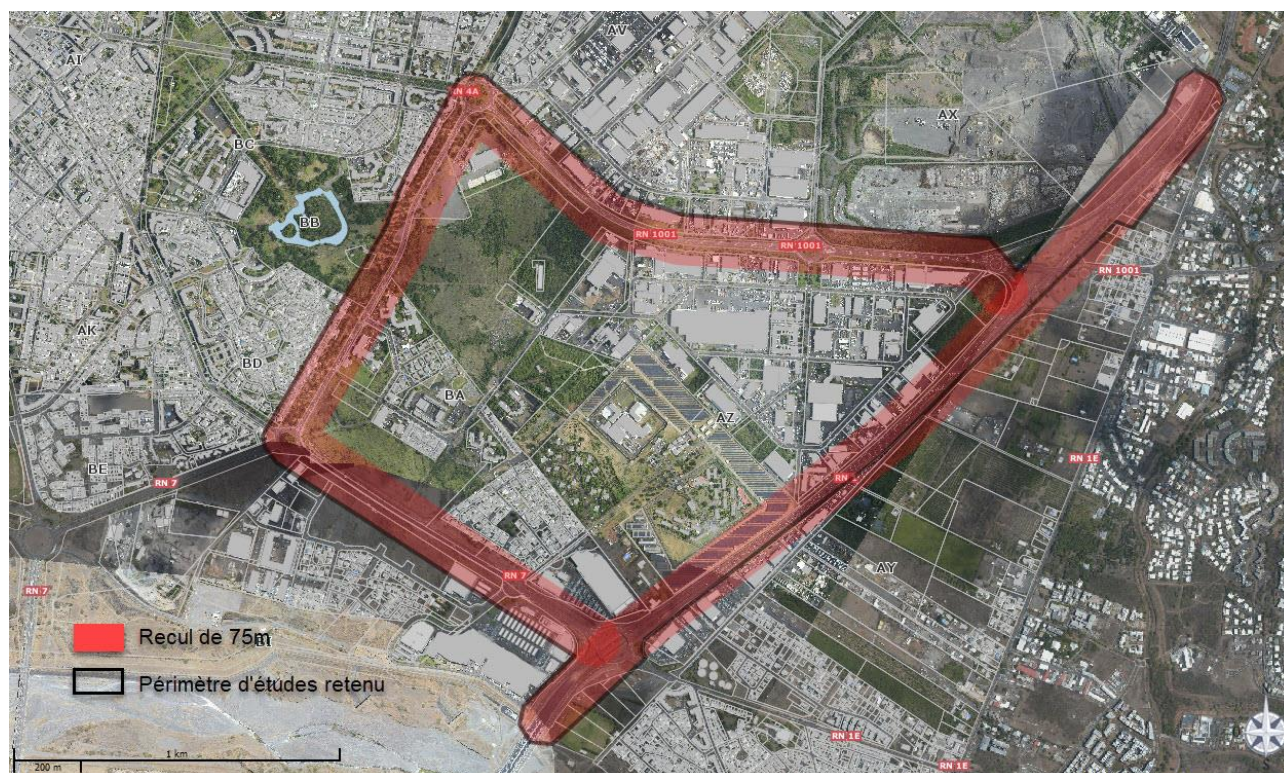 AV
AI
RN 4A
AX
BC
BB
RN 1001
RN 1001
RN 1001
AK
BD
BA
AZ
BE
RN 7
RN 1E
AY
RN 7
RN 7
Recul de 75m
Périmètre d'études retenu
RN 1E
RN 1E
1 km
200 m